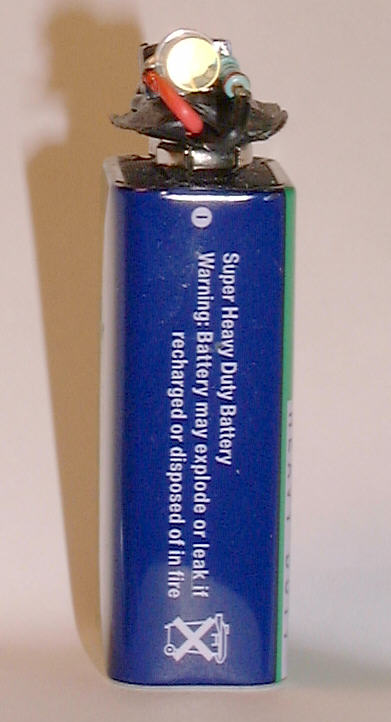 Super Heavy Duty Battery
Warning: Battery may explode or leak if
recharged or disposed of in fire